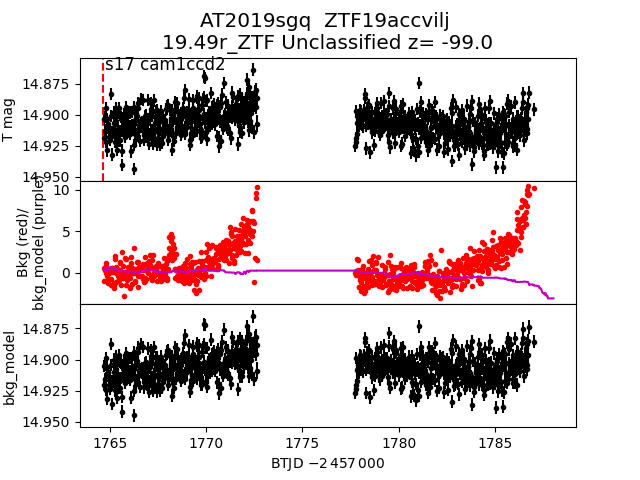 AT2019sgq  ZTF19accvilj
19.49r_ZTF Unclassified z= -99.0
s17 cam1ccd2
T mag
14.875
14.900
14.925
14.950
Bkg (red)/
bkg_model (purple)
10
5
0
bkg_model
14.875
14.900
14.925
14.950
1765
1770
1775
1780
1785
BTJD −2 457 000